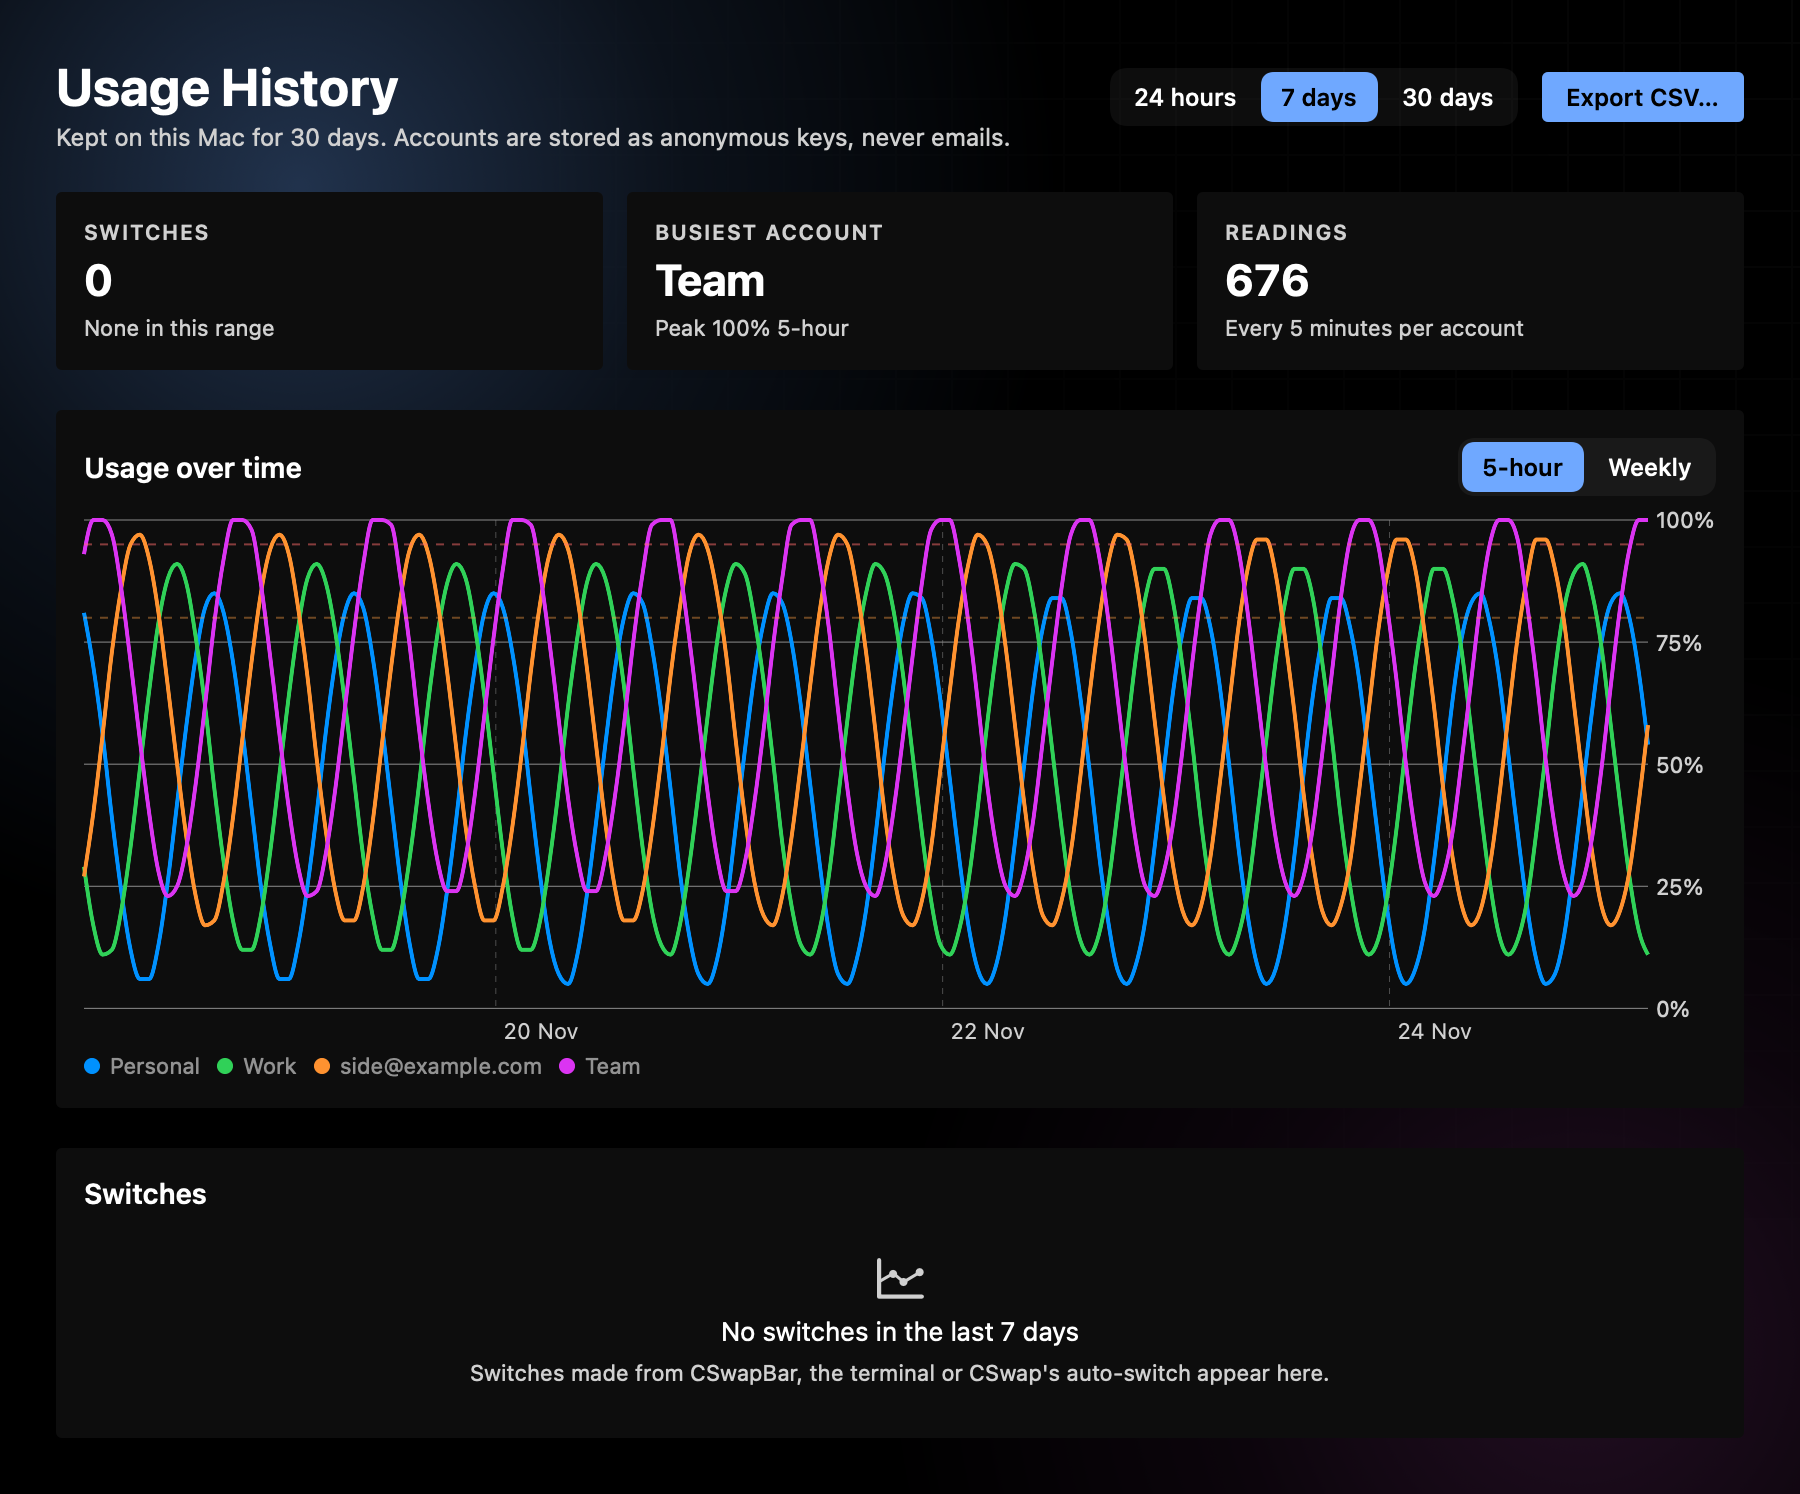 Usage History
Kept on this Mac for 30 days. Accounts are stored as anonymous keys, never emails.
24 hours
7 days
30 days
Export CSV...
SWITCHES
0
None in this range
BUSIEST ACCOUNT
Team
Peak 100% 5-hour
READINGS
676
Every 5 minutes per account
Usage over time
5-hour
Weekly
100%
75%
50%
25%
0%
20 Nov
22 Nov
24 Nov
Personal
Work
side@example.com
Team
Switches
No switches in the last 7 days
Switches made from CSwapBar, the terminal or CSwap's auto-switch appear here.